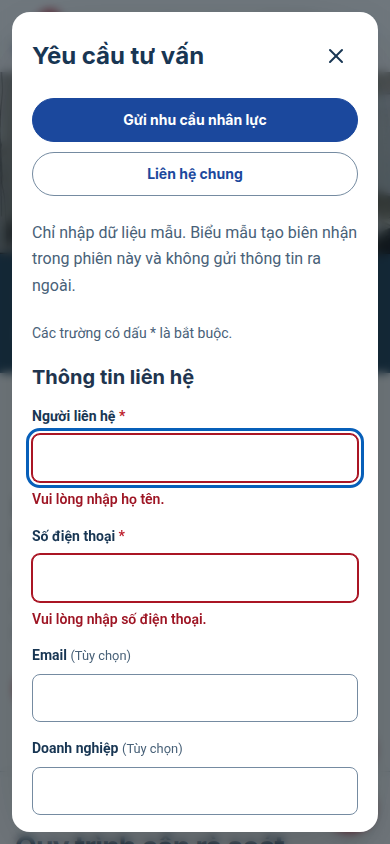 Yêu cầu tư vấn
Gửi nhu cầu nhân lực
Liên hệ chung
Chỉ nhập dữ liệu mẫu. Biểu mẫu tạo biên nhận
trong phiên này và không gửi thông tin ra
ngoài.
Các trường có dấu * là bắt buộc.
Thông tin liên hệ
Người liên hệ *
Vui lòng nhập họ tên.
Số điện thoại *
Vui lòng nhập số điện thoại.
Email (Tùy chọn)
Doanh nghiệp (Tùy chọn)